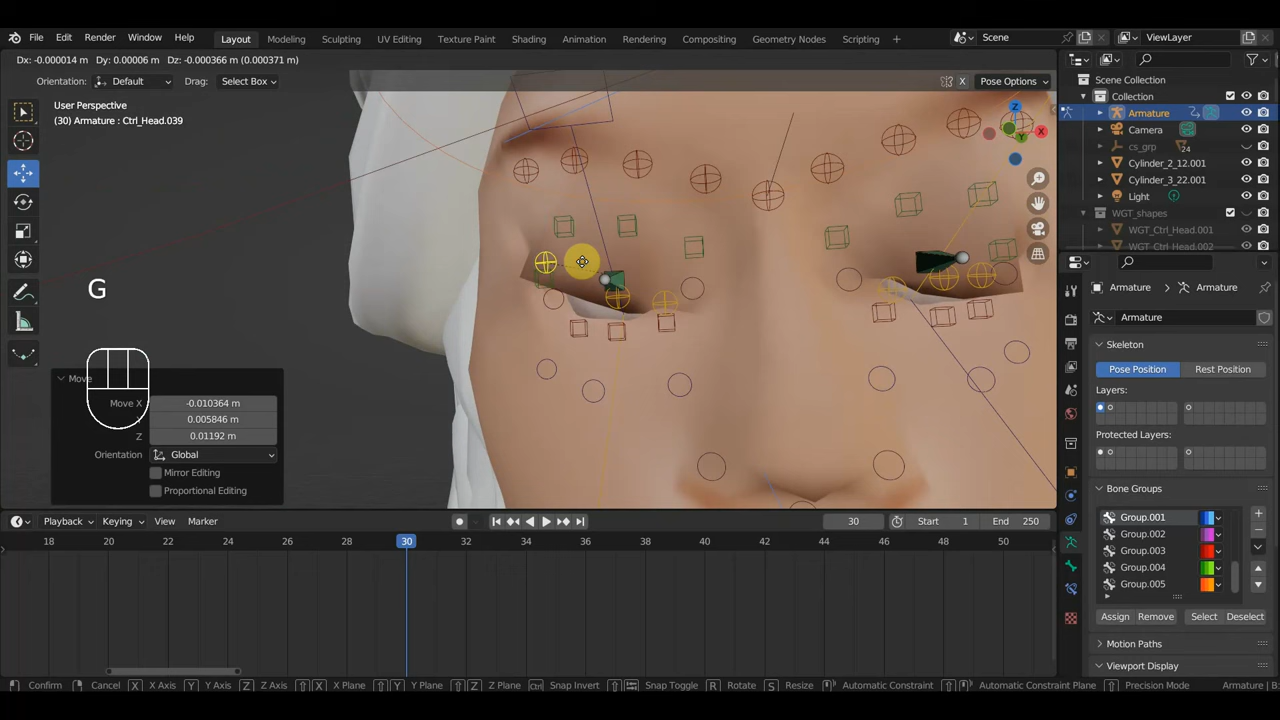 File Edit Render Window Help Layout Modeling Sculpting UV Editing Texture Paint Shading Animation Rendering Compositing Geometry Nodes Scripting + Scene ViewLayer
Dx: -0.000014 m Dy: 0.00006 m Dz: -0.000366 m (0.000371 m)
Orientation: Default Drag: Select Box X Pose Options
User Perspective
(30) Armature : Ctrl_Head.039
Z
X
Y
Scene Collection
Collection
Armature
Camera
cs_grp 24
Cylinder_2_12.001
Cylinder_3_22.001
Light
WGT_shapes
WGT_Ctrl_Head.001
WGT_Ctrl_Head.002
G
Move
Move X -0.010364 m
0.005846 m
Z 0.01192 m
Orientation Global
Mirror Editing
Proportional Editing
Armature Armature
Armature
Skeleton
Pose Position Rest Position
Layers:
Protected Layers:
Bone Groups
Group.001
Group.002
Group.003
Group.004
Group.005
Assign Remove Select Deselect
Motion Paths
Viewport Display
Playback Keying View Marker 30 Start 1 End 250
18 20 22 24 26 28 30 32 34 36 38 40 42 44 46 48 50
Confirm Cancel X X Axis Y Y Axis Z Z Axis X X Plane Y Y Plane Z Z Plane Ctrl Snap Invert Snap Toggle R Rotate S Resize Automatic Constraint Automatic Constraint Plane Precision Mode Armature | B: